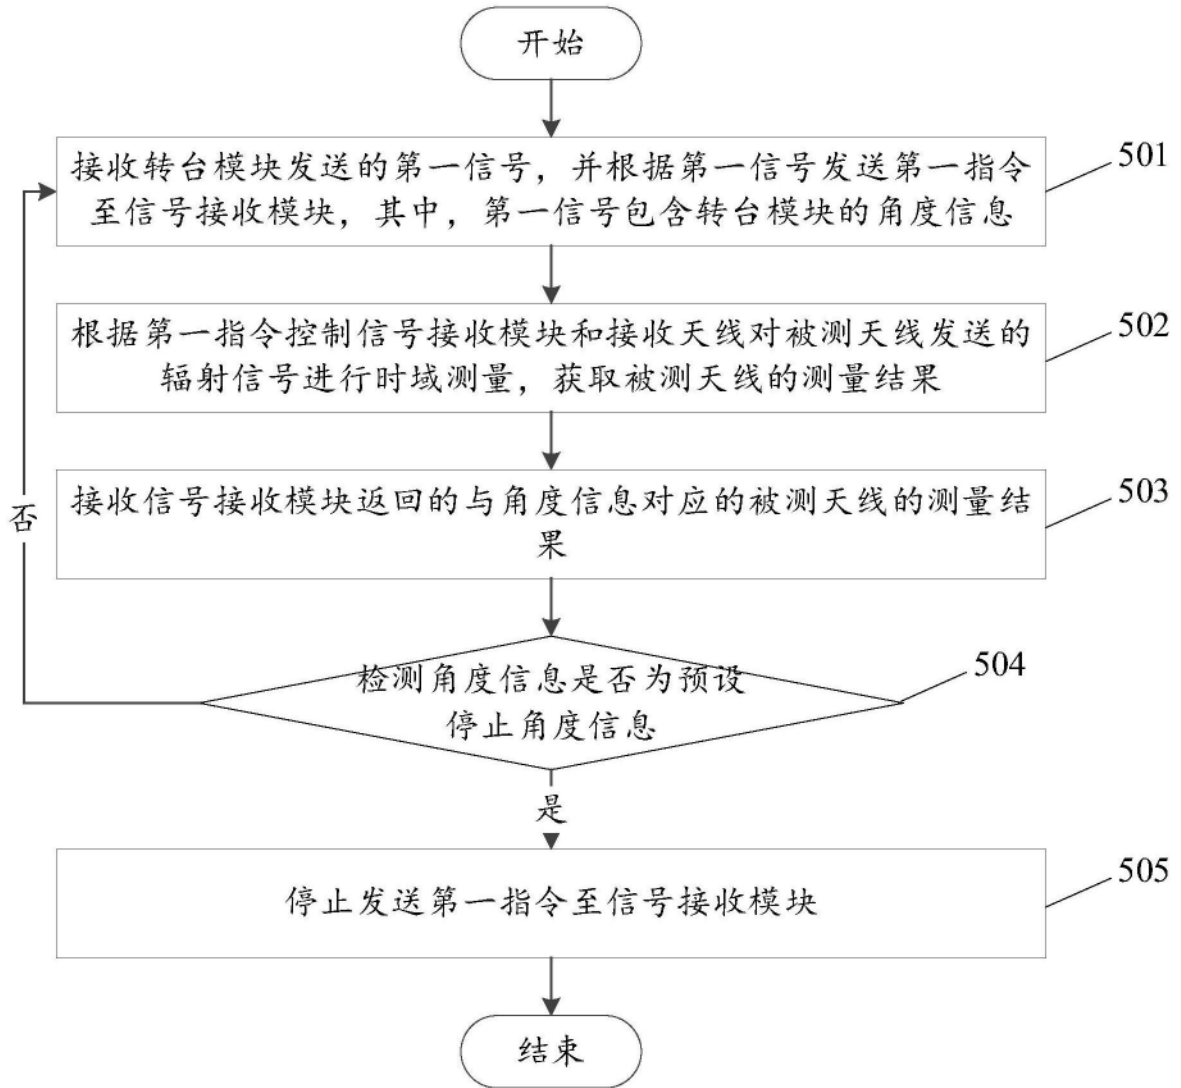 开始
接收转台模块发送的第一信号，并根据第一信号发送第一指令
至信号接收模块，其中，第一信号包含转台模块的角度信息
501
根据第一指令控制信号接收模块和接收天线对被测天线发送的
辐射信号进行时域测量，获取被测天线的测量结果
502
接收信号接收模块返回的与角度信息对应的被测天线的测量结
果
503
否
检测角度信息是否为预设
停止角度信息
504
是
停止发送第一指令至信号接收模块
505
结束